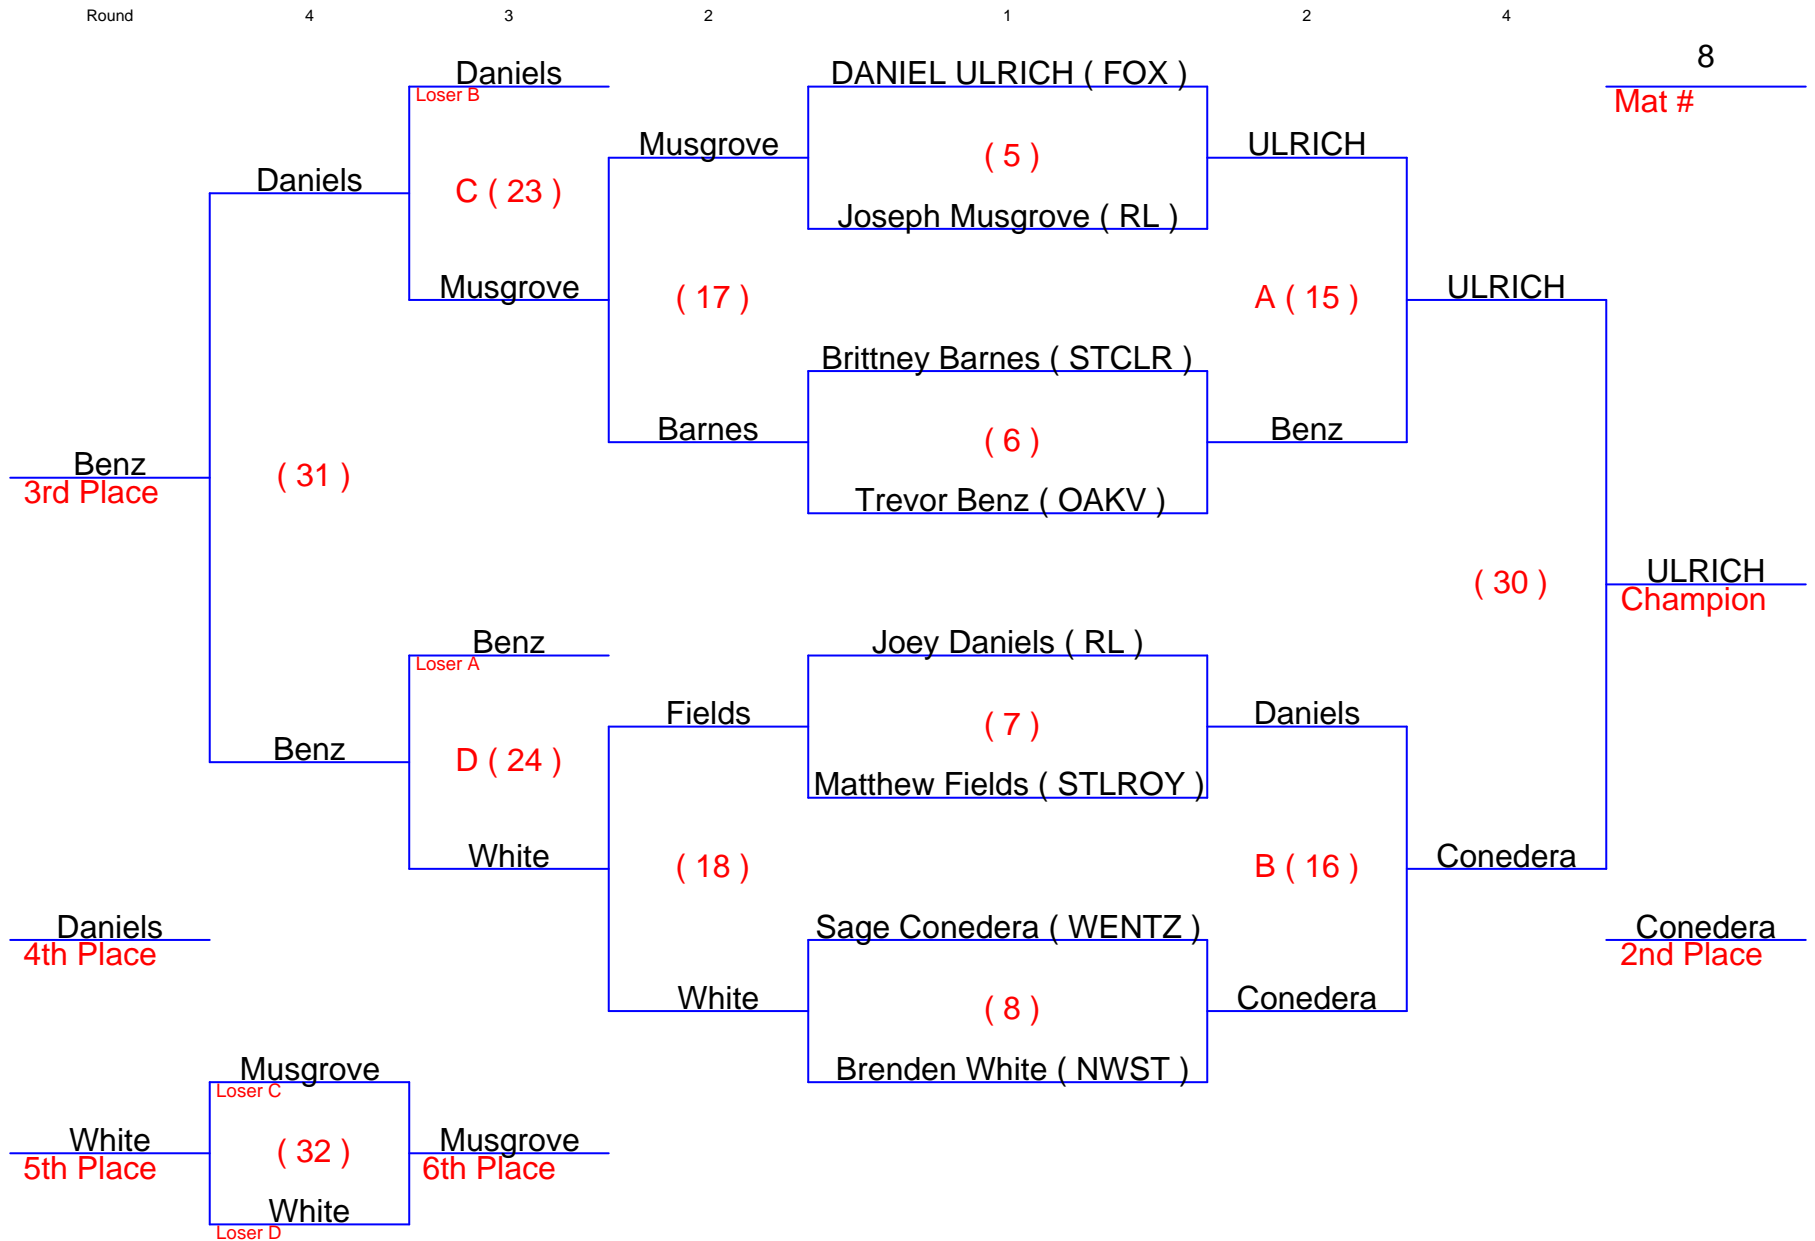 Round 4 3 2 1 2 4
8
Mat #
Daniels
Loser B
DANIEL ULRICH ( FOX )
Musgrove
( 5 )
ULRICH
Daniels
C ( 23 )
Joseph Musgrove ( RL )
Musgrove
( 17 )
A ( 15 )
ULRICH
Brittney Barnes ( STCLR )
Barnes
( 6 )
Benz
Benz
3rd Place
( 31 )
Trevor Benz ( OAKV )
( 30 )
ULRICH
Champion
Benz
Loser A
Joey Daniels ( RL )
Fields
( 7 )
Daniels
Benz
D ( 24 )
Matthew Fields ( STLROY )
White
( 18 )
B ( 16 )
Conedera
Daniels
4th Place
Sage Conedera ( WENTZ )
Conedera
2nd Place
White
( 8 )
Conedera
Musgrove
Loser C
Brenden White ( NWST )
White
5th Place
( 32 )
Musgrove
6th Place
White
Loser D